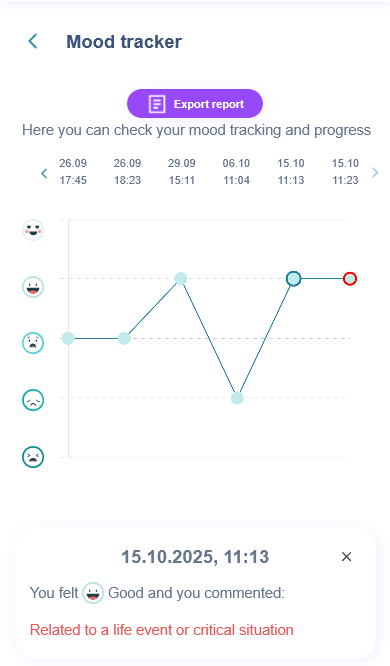 Mood tracker
Export report
Here you can check your mood tracking and progress
26.09 26.09 29.09 06.10 15.10 15.10
17:45 18:23 15:11 11:04 11:13 11:23
15.10.2025, 11:13
You felt Good and you commented:
Related to a life event or critical situation